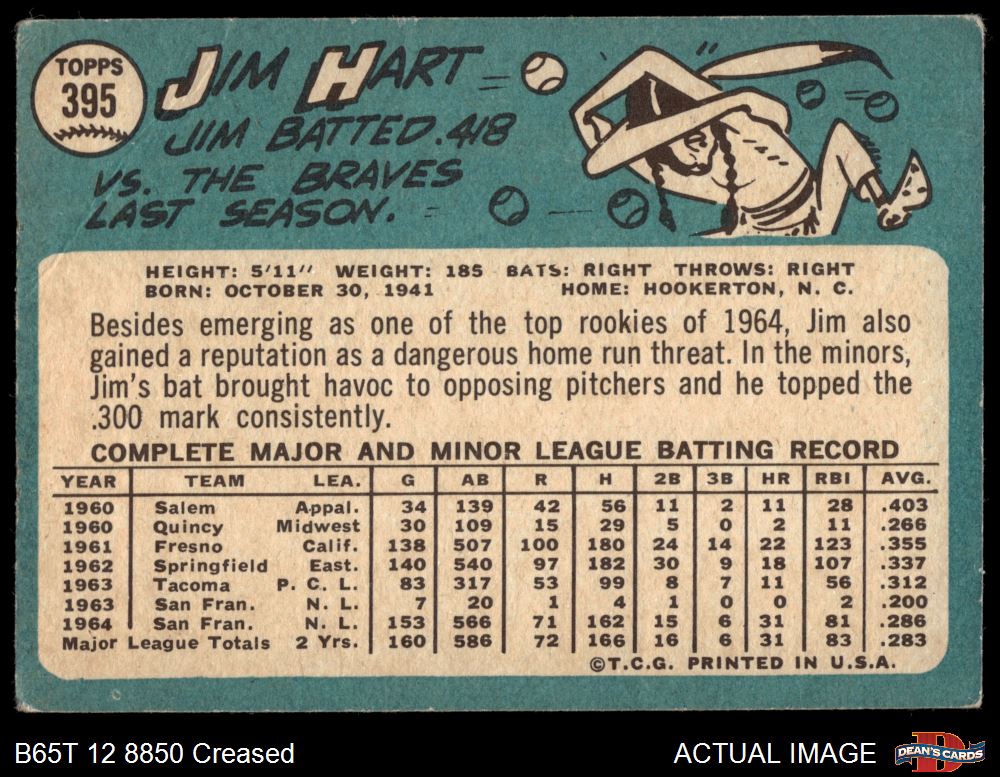 TOPPS
395
JIM HART
JIM BATTED .418
VS. THE BRAVES
LAST SEASON.
HEIGHT: 5'11" WEIGHT: 185 BATS: RIGHT THROWS: RIGHT
BORN: OCTOBER 30, 1941 HOME: HOOKERTON, N. C.
Besides emerging as one of the top rookies of 1964, Jim also
gained a reputation as a dangerous home run threat. In the minors,
Jim's bat brought havoc to opposing pitchers and he topped the
.300 mark consistently.
COMPLETE MAJOR AND MINOR LEAGUE BATTING RECORD
YEAR TEAM LEA. G AB R H 2B 3B HR RBI AVG.
1960 Salem Appal. 34 139 42 56 11 2 11 28 .403
1960 Quincy Midwest 30 109 15 29 5 0 2 11 .266
1961 Fresno Calif. 138 507 100 180 24 14 22 123 .355
1962 Springfield East. 140 540 97 182 30 9 18 107 .337
1963 Tacoma P. C. L. 83 317 53 99 8 7 11 56 .312
1963 San Fran. N. L. 7 20 1 4 1 0 0 2 .200
1964 San Fran. N. L. 153 566 71 162 15 6 31 81 .286
Major League Totals 2 Yrs. 160 586 72 166 16 6 31 83 .283
©T.C.G. PRINTED IN U.S.A.
B65T 12 8850 Creased ACTUAL IMAGE
DEAN'S CARDS